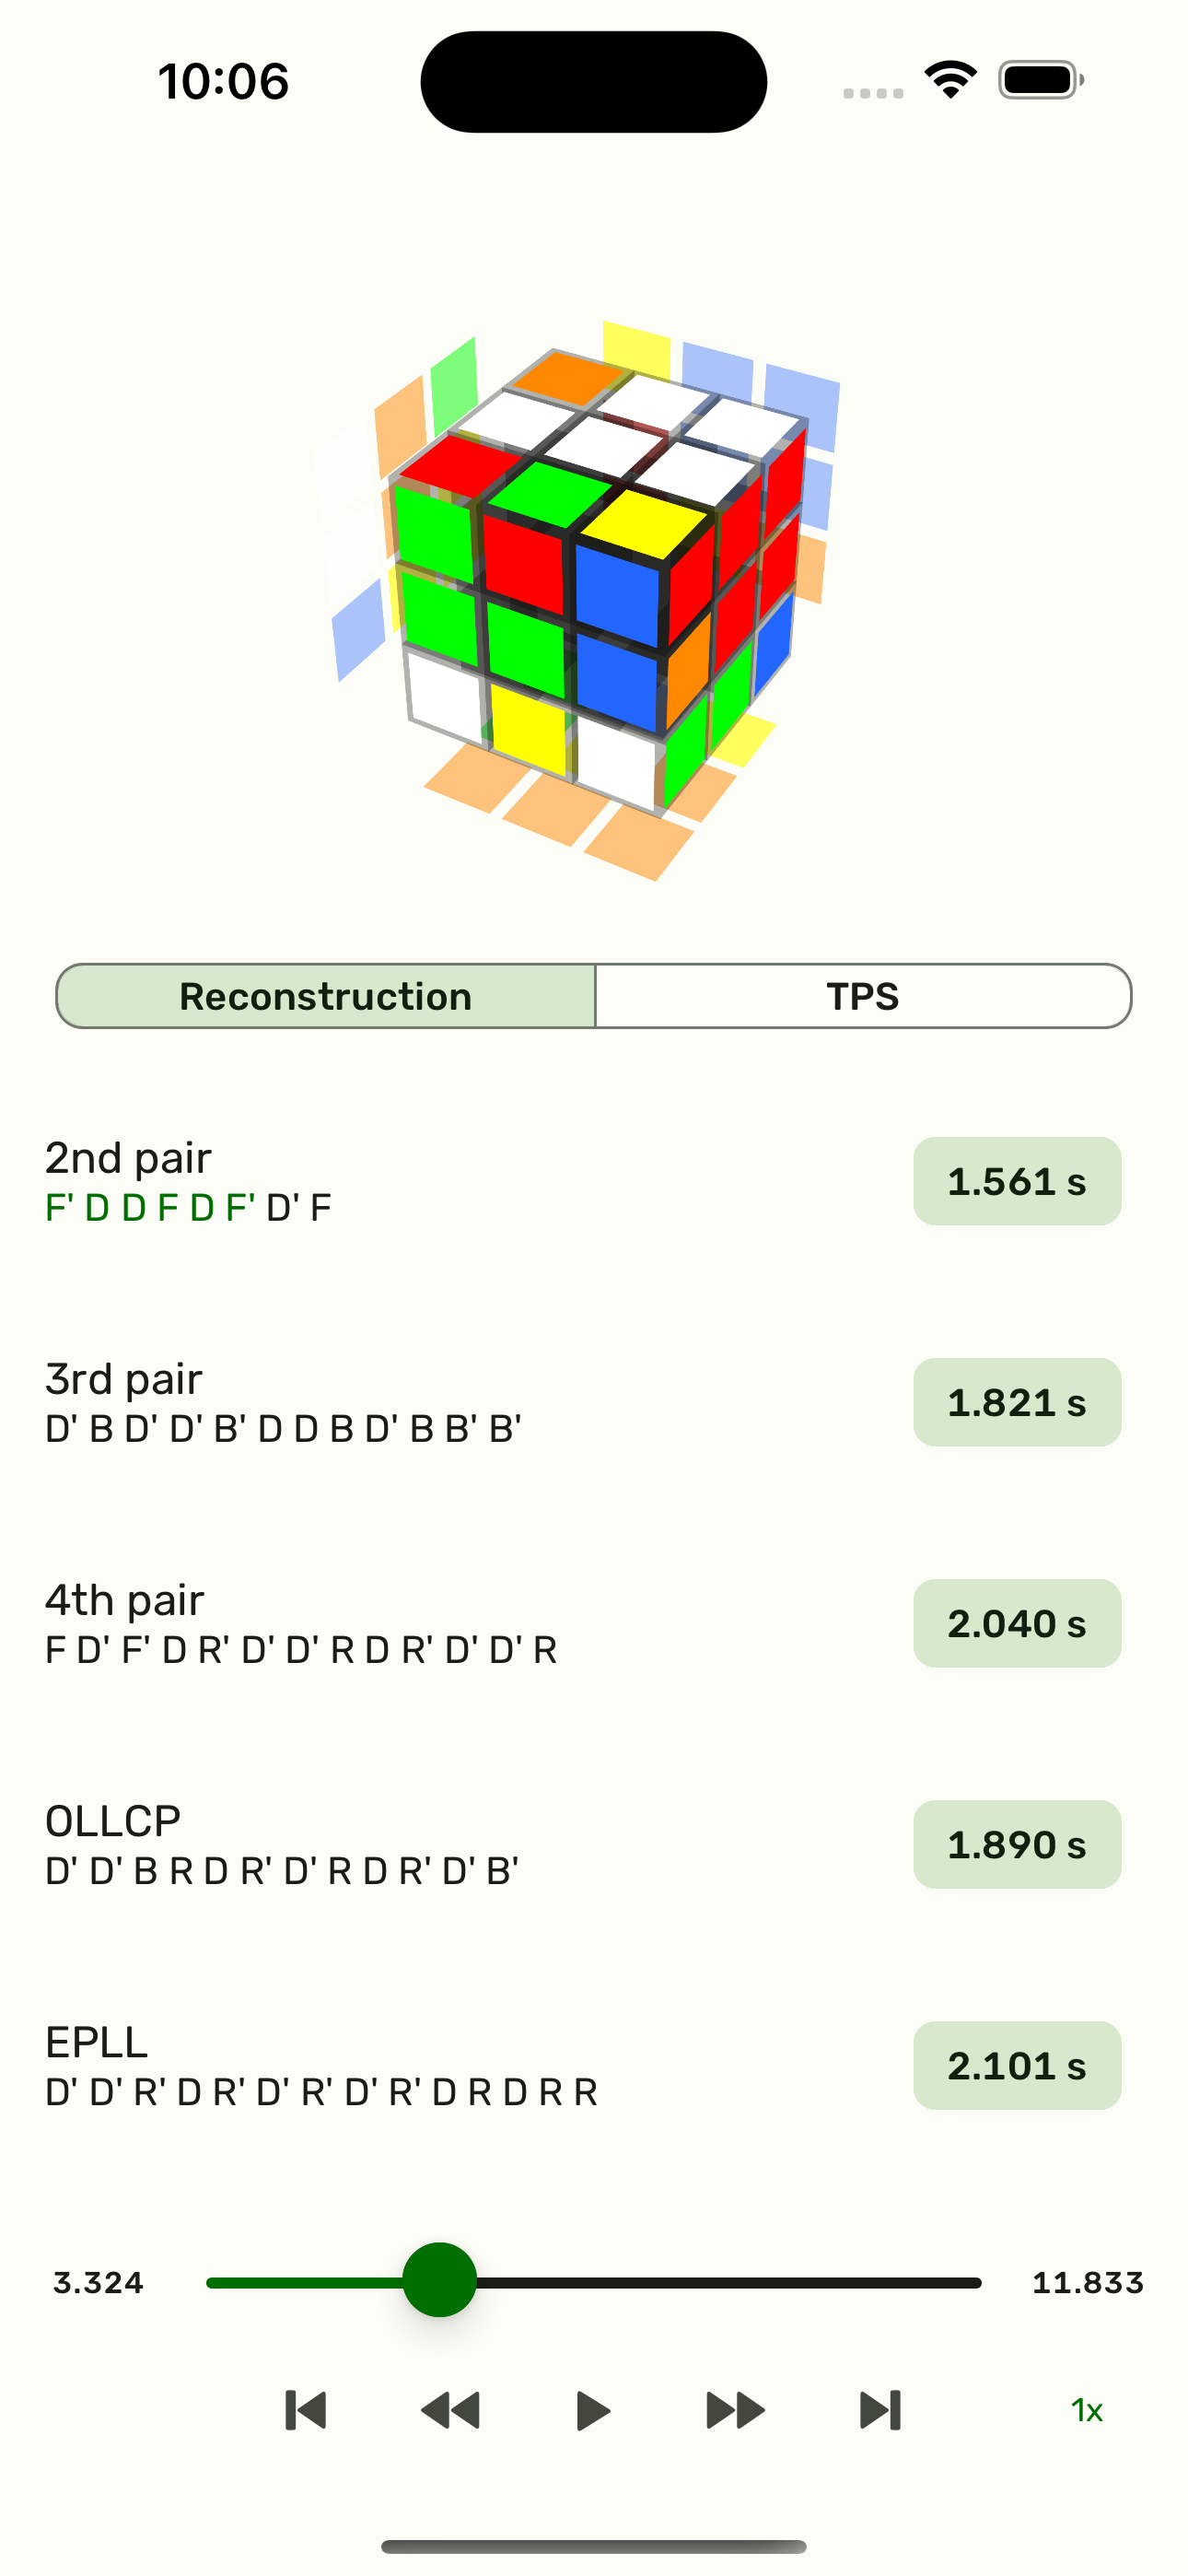 10:06
Reconstruction
TPS
2nd pair
F' D D F D F' D' F
1.561 s
3rd pair
D' B D' D' B' D D B D' B B' B'
1.821 s
4th pair
F D' F' D R' D' D' R D R' D' D' R
2.040 s
OLLCP
D' D' B R D R' D' R D R' D' B'
1.890 s
EPLL
D' D' R' D R' D' R' D' R' D R D R R
2.101 s
3.324
11.833
1x